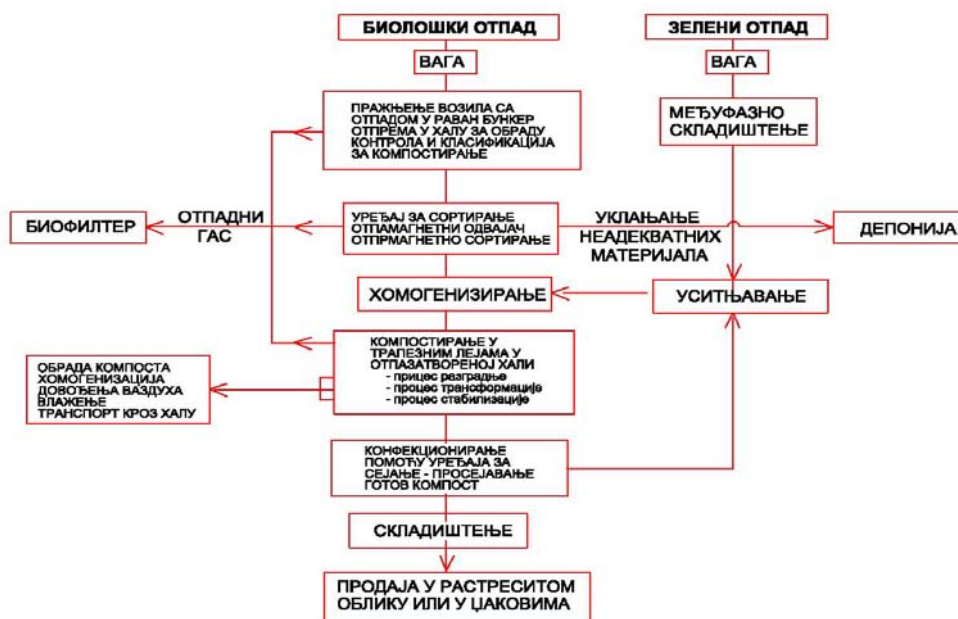 БИОЛОШКИ ОТПАД
ЗЕЛЕНИ ОТПАД
ВАГА
ВАГА
ПРАЖЊЕЊЕ ВОЗИЛА СА
ОТПАДОМ У РАВАН БУНКЕР
ОТПРЕМА У ХАЛУ ЗА ОБРАДУ
КОНТРОЛА И КЛАСИФИКАЦИЈА
ЗА КОМПОСТИРАЊЕ
МЕЂУФАЗНО
СКЛАДИШТЕЊЕ
БИОФИЛТЕР
ОТПАДНИ
ГАС
УРЕЂАЈ ЗА СОРТИРАЊЕ
ОТПАМАГНЕТНИ ОДВАЈАЧ
ОТПРМАГНЕТНО СОРТИРАЊЕ
УКЛАЊАЊЕ
НЕАДЕКВАТНИХ
МАТЕРИЈАЛА
ДЕПОНИЈА
ХОМОГЕНИЗИРАЊЕ
УСИТЊАВАЊЕ
КОМПОСТИРАЊЕ У
ТРАПЕЗНИМ ЛЕЈАМА У
ОТПАЗАТВОРЕНОЈ ХАЛИ
- прицес разградње
- процес трансформације
- процес стабилизације
ОБРАДА КОМПОСТА
ХОМОГЕНИЗАЦИЈА
ДОВОЂЕЊА ВАЗДУХА
ВЛАЖЕЊЕ
ТРАНСПОРТ КРОЗ ХАЛУ
КОНФЕКЦИОНИРАЊЕ
ПОМОЋУ УРЕЂАЈА ЗА
СЕЈАЊЕ - ПРОСЕЈАВАЊЕ
ГОТОВ КОМПОСТ
СКЛАДИШТЕЊЕ
ПРОДАЈА У РАСТРЕСИТОМ
ОБЛИКУ ИЛИ У ЏАКОВИМА